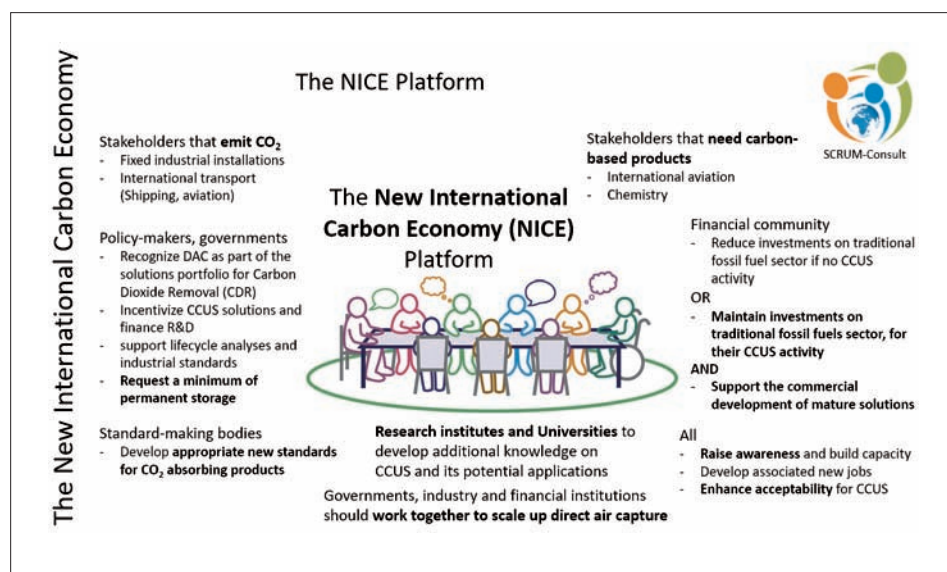 The New International Carbon Economy
The NICE Platform
SCRUM-Consult
Stakeholders that emit CO₂
- Fixed industrial installations
- International transport
(Shipping, aviation)
Stakeholders that need carbon-
based products
- International aviation
- Chemistry
The New International
Carbon Economy (NICE)
Platform
Policy-makers, governments
- Recognize DAC as part of the
solutions portfolio for Carbon
Dioxide Removal (CDR)
- Incentivize CCUS solutions and
finance R&D
- support lifecycle analyses and
industrial standards
- Request a minimum of
permanent storage
Financial community
- Reduce investments on traditional
fossil fuel sector if no CCUS
activity
OR
- Maintain investments on
traditional fossil fuels sector, for
their CCUS activity
AND
- Support the commercial
development of mature solutions
Standard-making bodies
- Develop appropriate new standards
for CO₂ absorbing products
Research institutes and Universities to
develop additional knowledge on
CCUS and its potential applications
Governments, industry and financial institutions
should work together to scale up direct air capture
All
- Raise awareness and build capacity
- Develop associated new jobs
- Enhance acceptability for CCUS